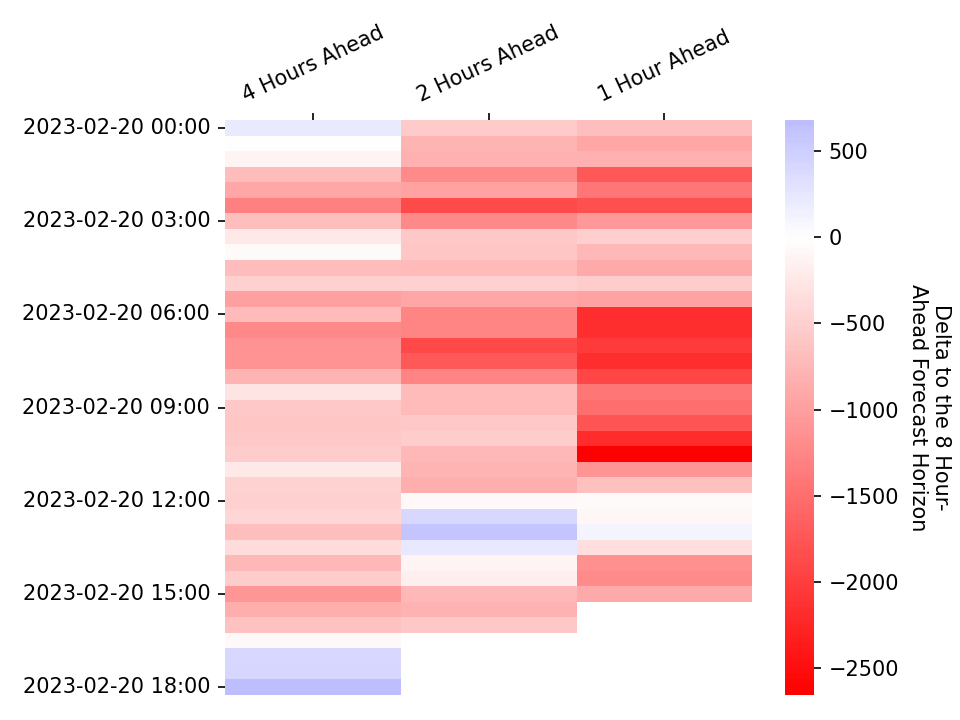 4 Hours Ahead
2 Hours Ahead
1 Hour Ahead
2023-02-20 00:00
2023-02-20 03:00
2023-02-20 06:00
2023-02-20 09:00
2023-02-20 12:00
2023-02-20 15:00
2023-02-20 18:00
500
0
−500
−1000
−1500
−2000
−2500
Delta to the 8 Hour-
Ahead Forecast Horizon